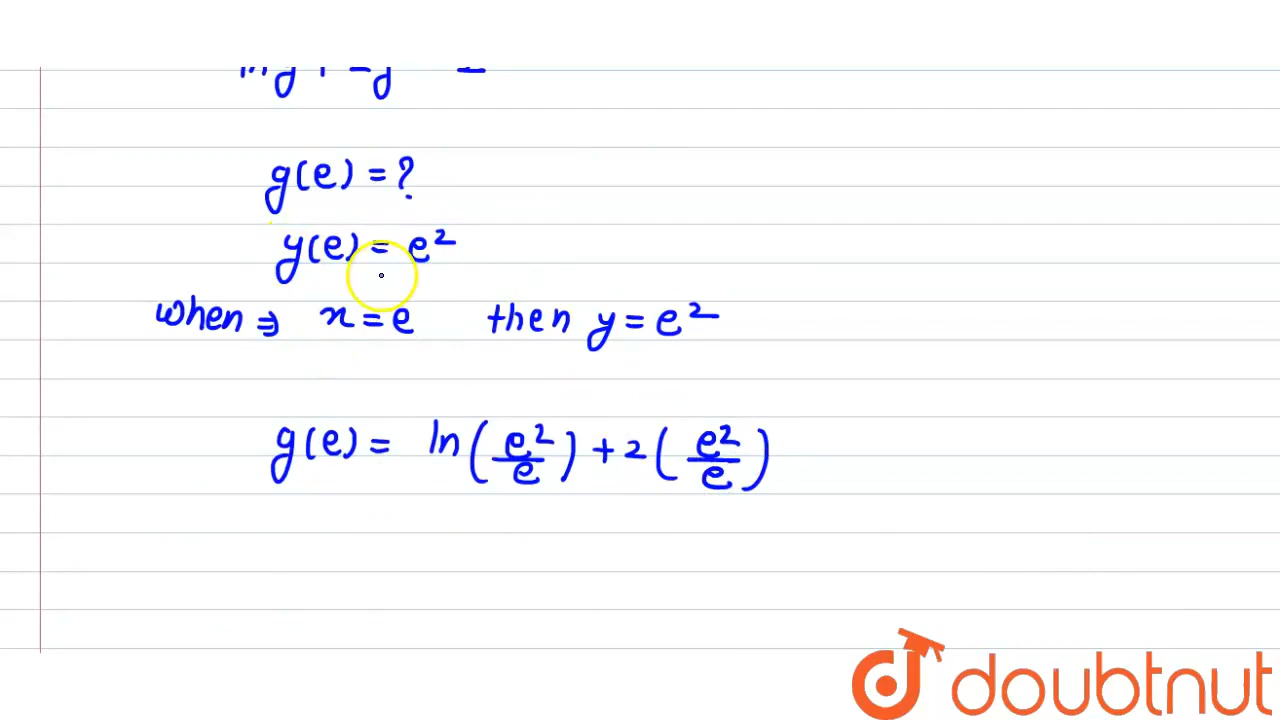 g(e) = ?
y(e) = e²
when ⇒ x = e then y = e²
g(e) = ln(e²/e) + 2(e²/e)
doubtnut